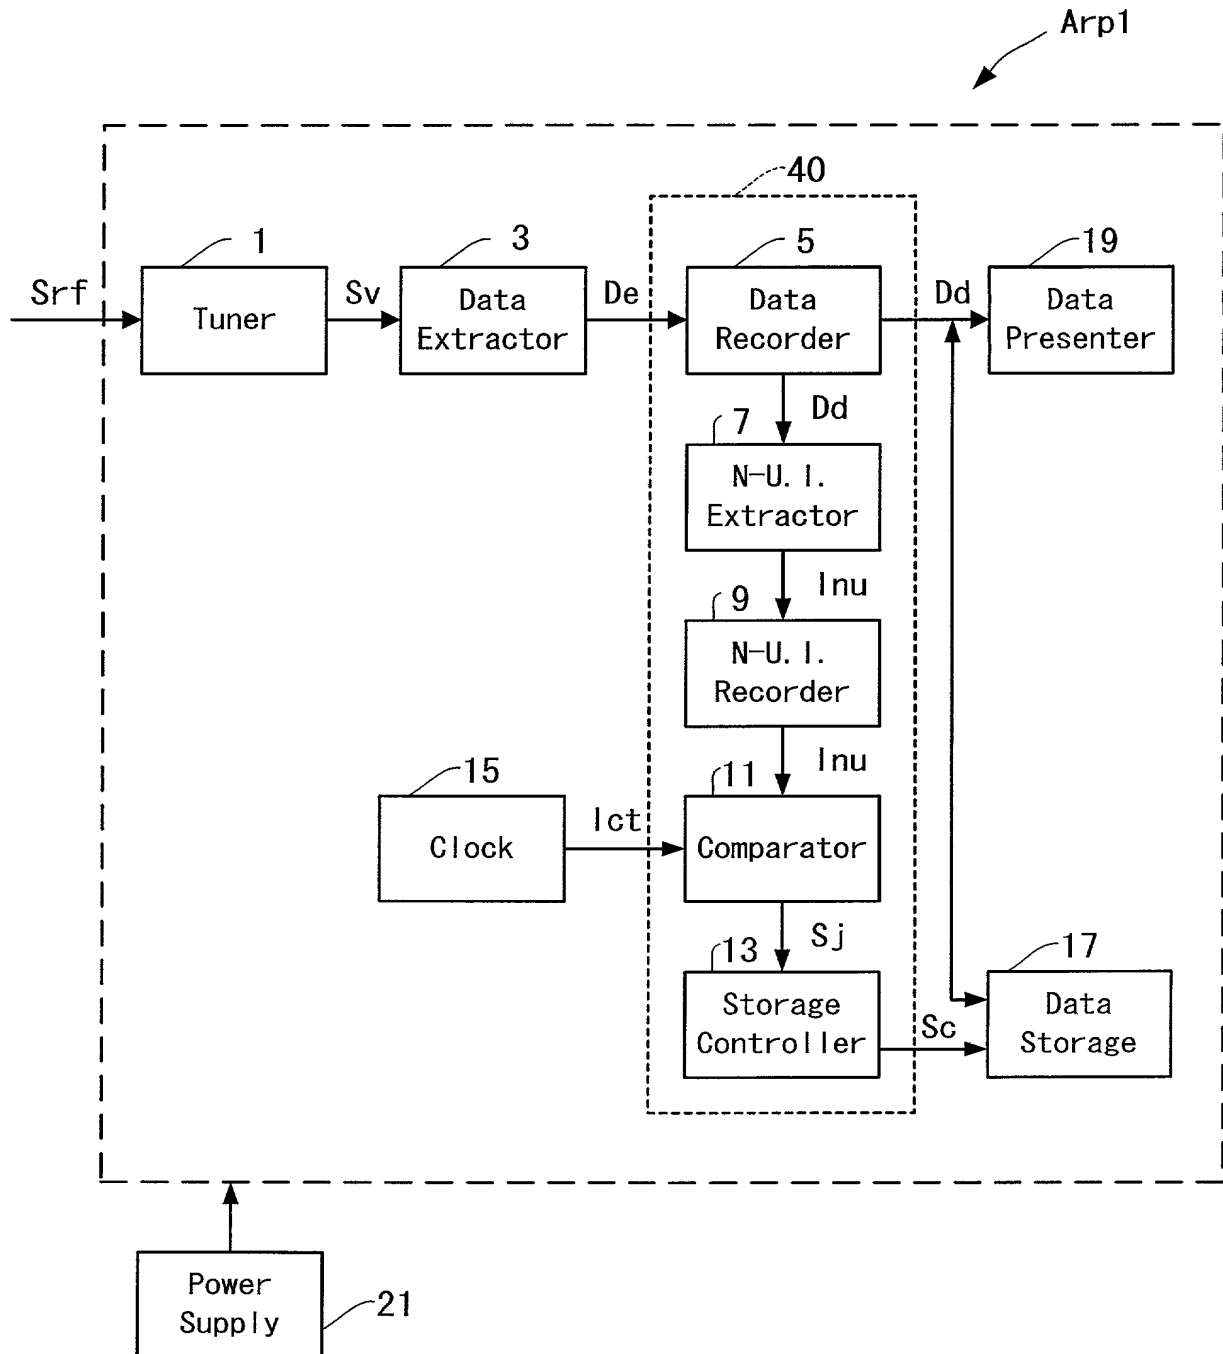 Arp1
40
1
3
5
19
Srf
Tuner
Sv
Data
Extractor
De
Data
Recorder
Dd
Data
Presenter
Dd
7
N-U.I.
Extractor
Inu
9
N-U.I.
Recorder
Inu
15
11
Clock
Ict
Comparator
Sj
13
17
Storage
Controller
Sc
Data
Storage
Power
Supply
21